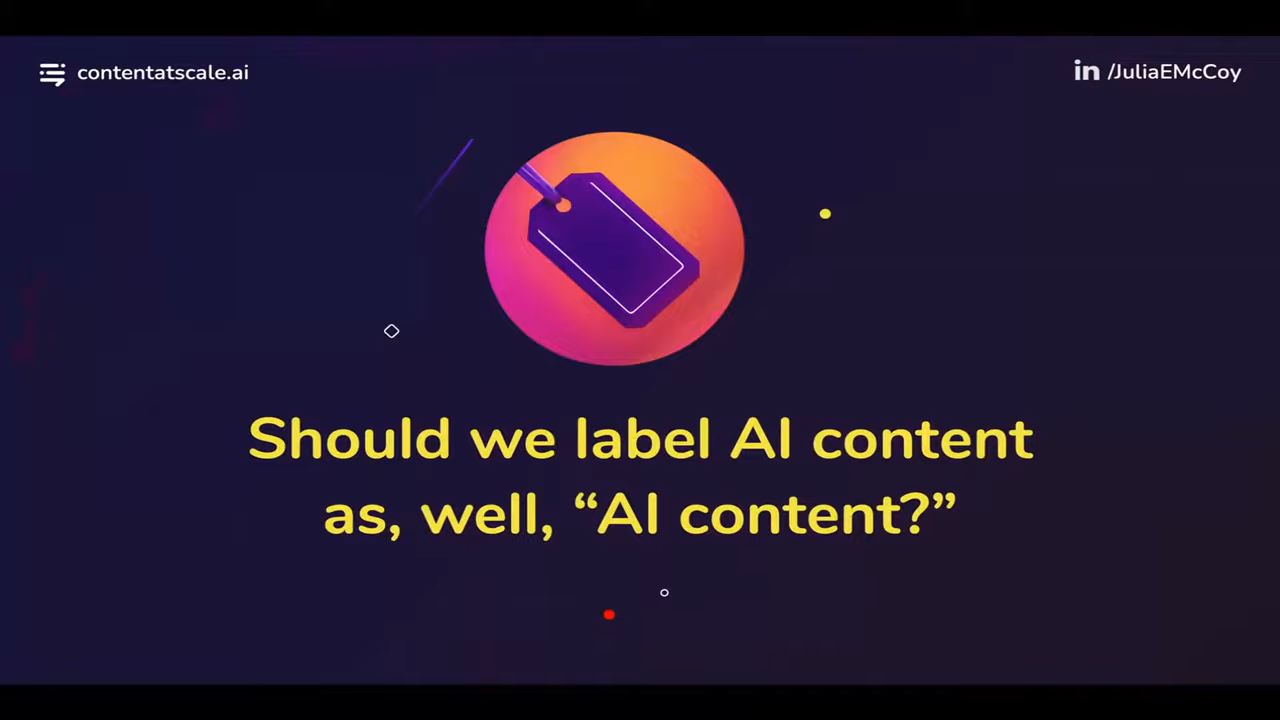 contentatscale.ai
in /JuliaEMcCoy
Should we label AI content
as, well, “AI content?”